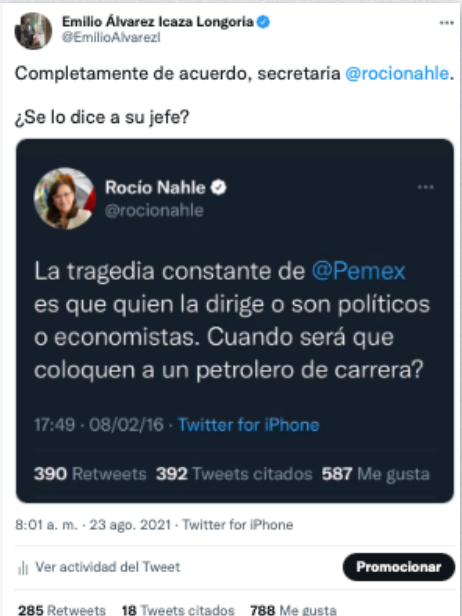 Emilio Álvarez Icaza Longoria
@EmilioAlvarezI
Completamente de acuerdo, secretaria @rocionahle.
¿Se lo dice a su jefe?
Rocío Nahle
@rocionahle
La tragedia constante de @Pemex
es que quien la dirige o son políticos
o economistas. Cuando será que
coloquen a un petrolero de carrera?
17:49 · 08/02/16 · Twitter for iPhone
390 Retweets 392 Tweets citados 587 Me gusta
8:01 a. m. · 23 ago. 2021 · Twitter for iPhone
Ver actividad del Tweet
Promocionar
285 Retweets 18 Tweets citados 788 Me gusta